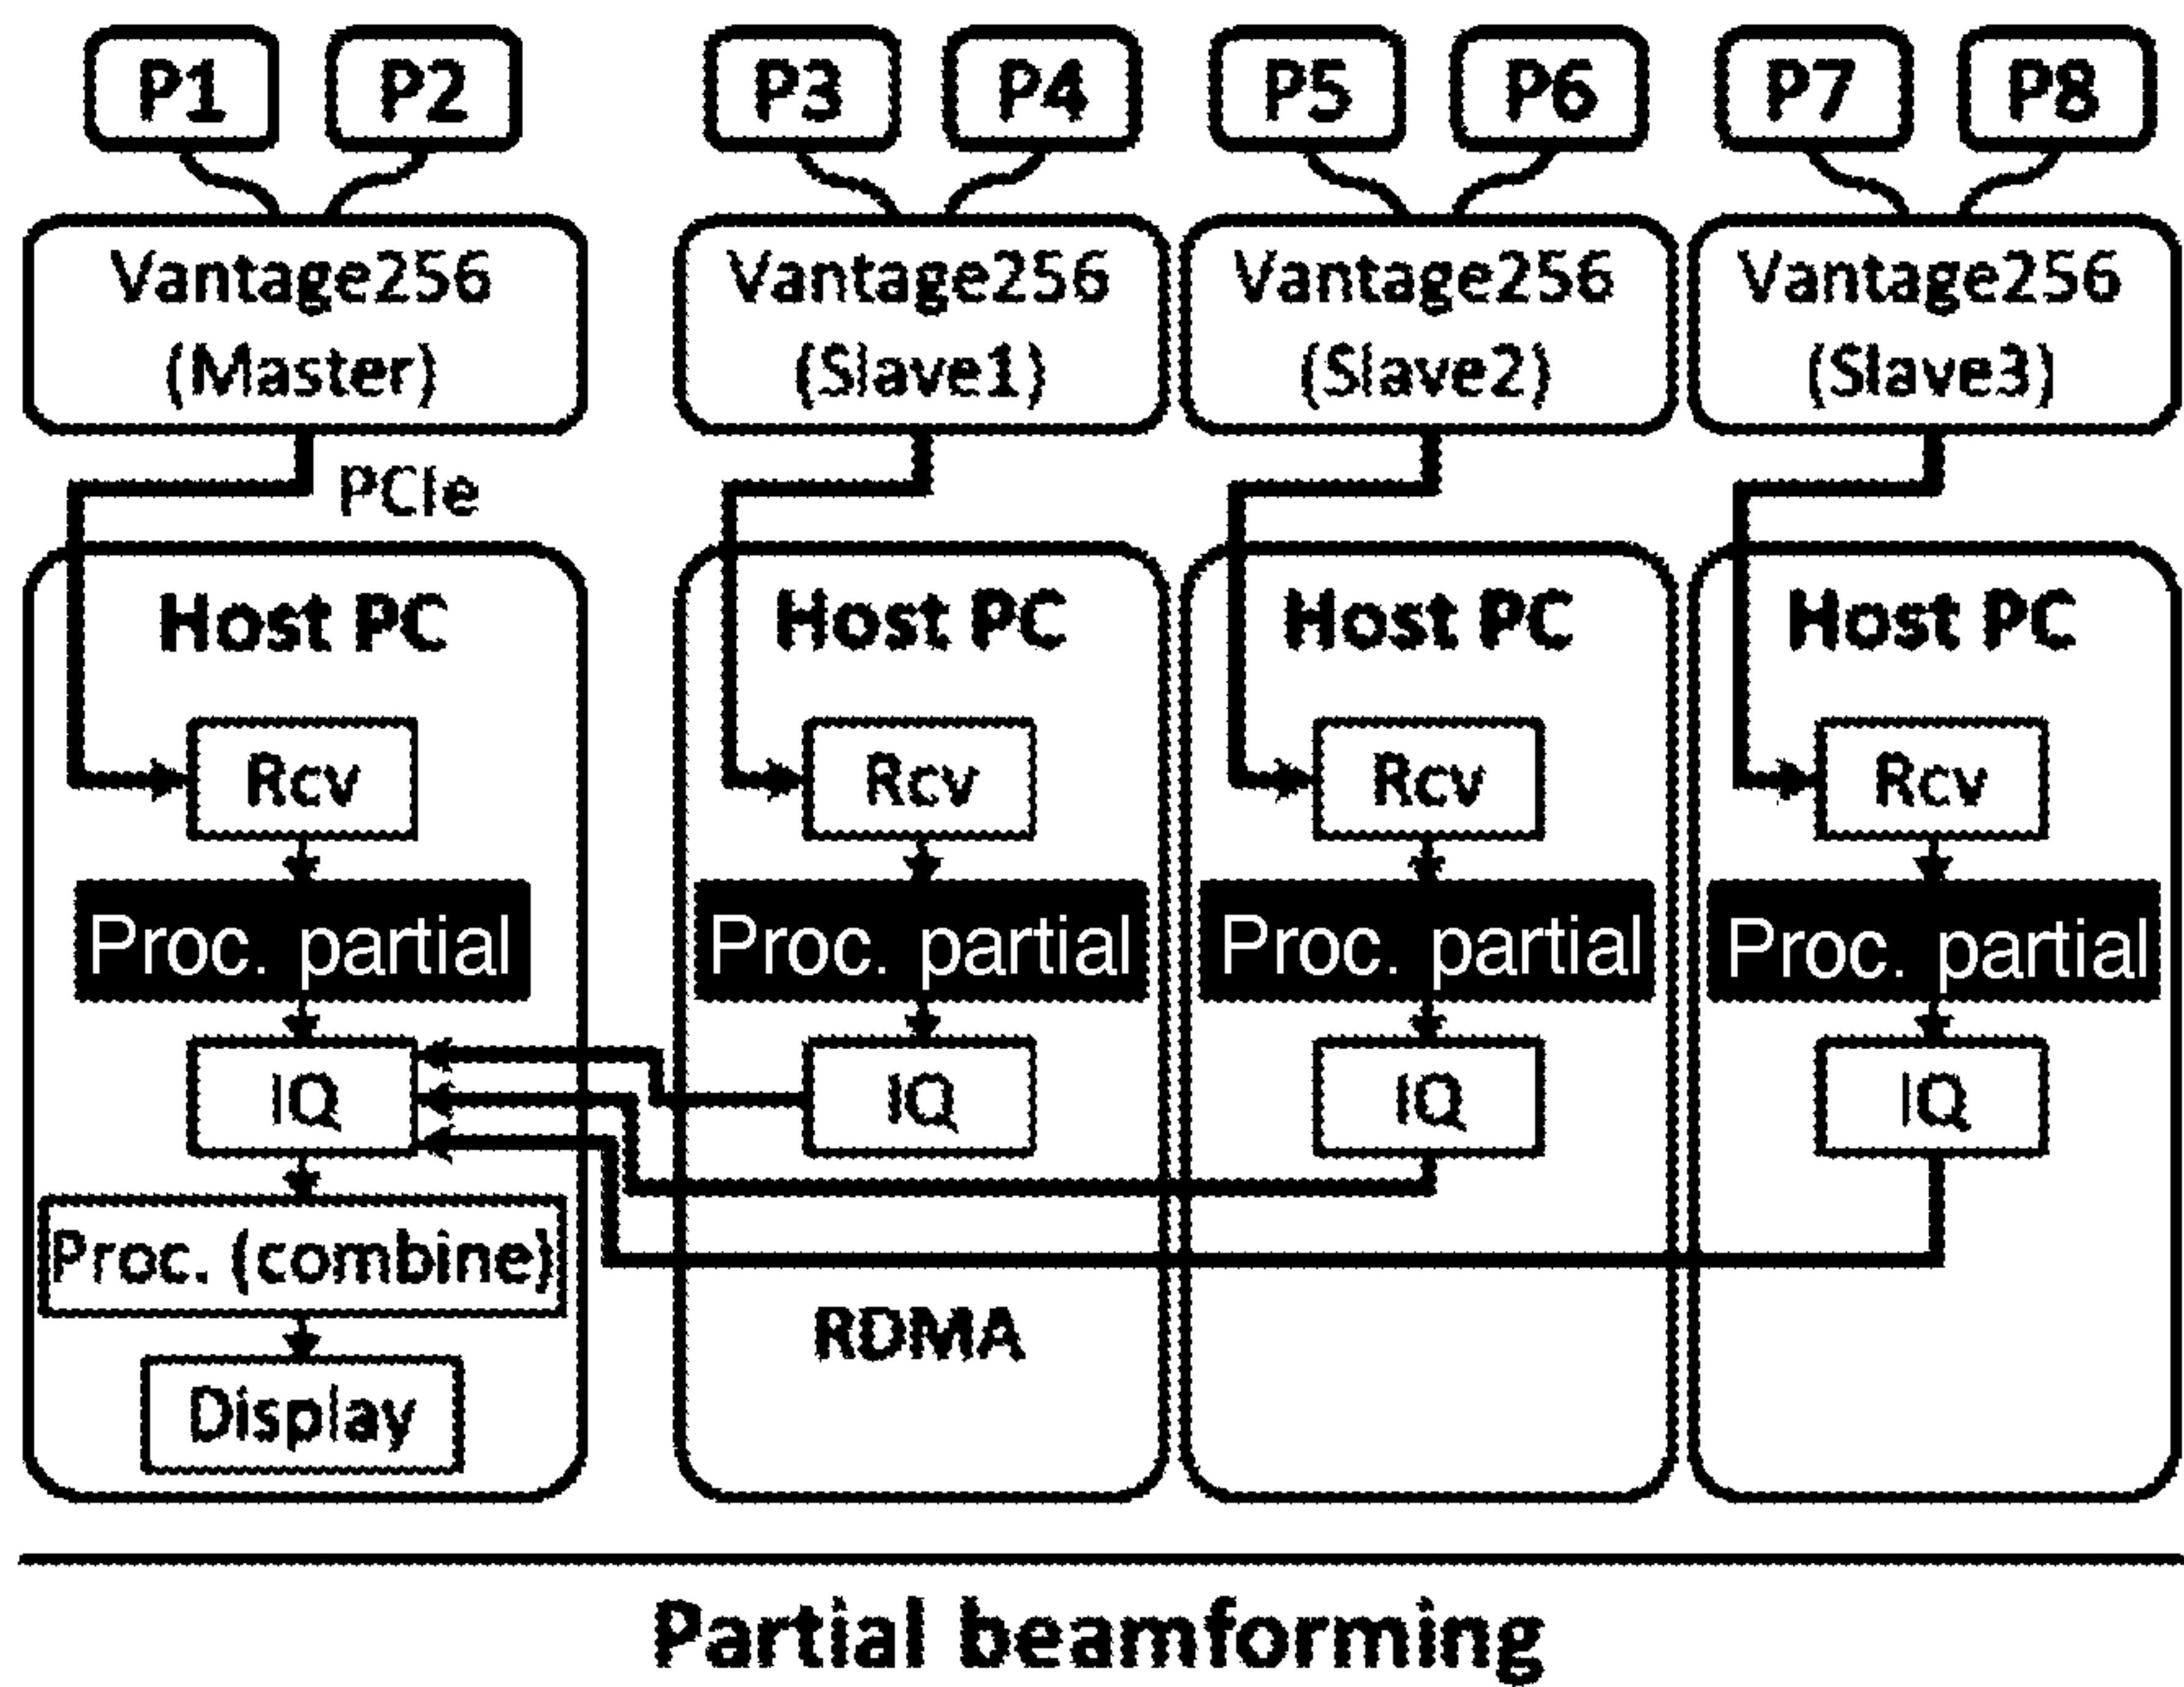 P1 P2 P3 P4 P5 P6 P7 P8
Vantage256 Vantage256 Vantage256 Vantage256
(Master) (Slave1) (Slave2) (Slave3)
PCIe
Host PC Host PC Host PC Host PC
Rcv Rcv Rcv Rcv
Proc. partial Proc. partial Proc. partial Proc. partial
IQ IQ IQ IQ
Proc. (combine)
RDMA
Display
Partial beamforming